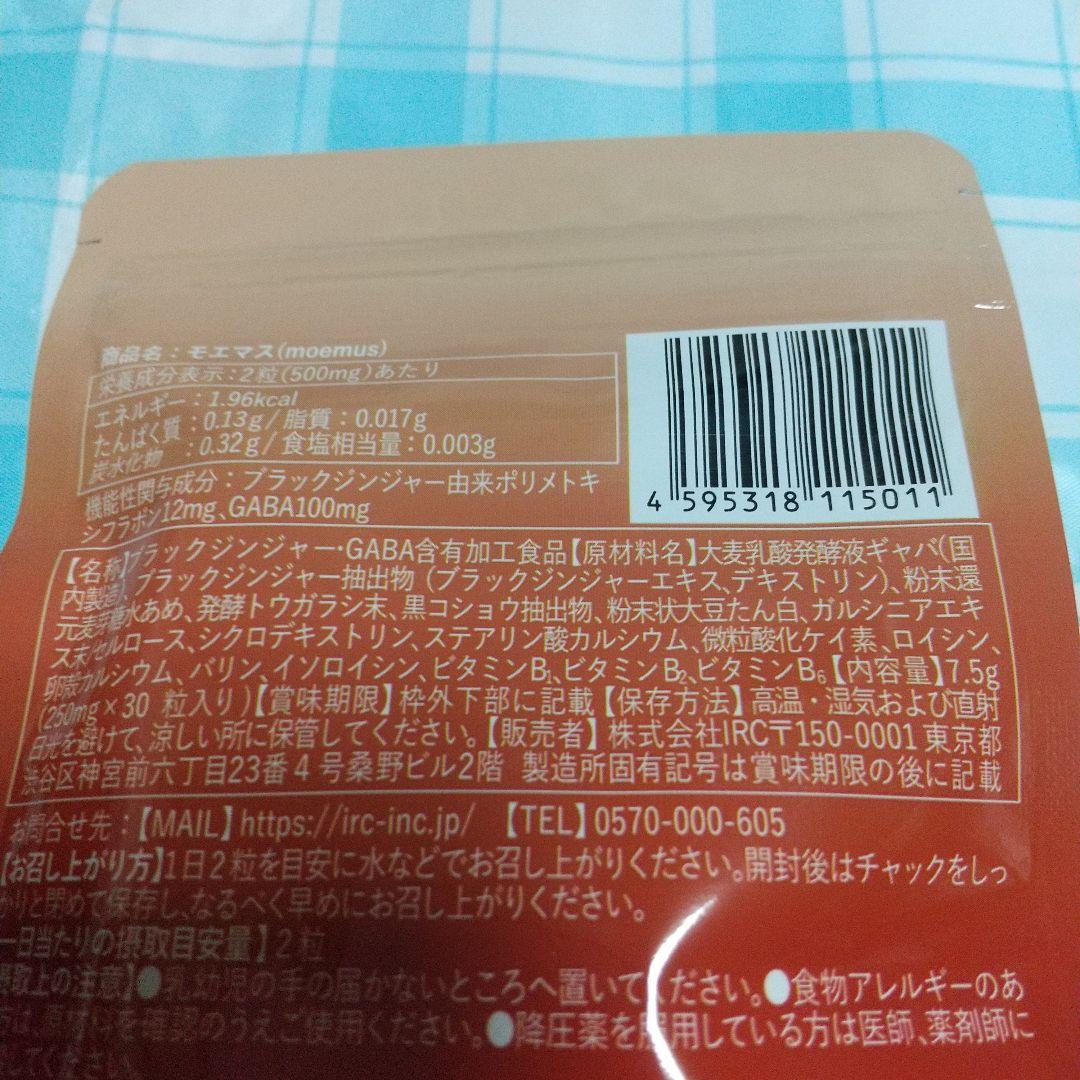 商品名：モエマス(moemus)
栄養成分表示：2粒(500mg)あたり
エネルギー：1.96kcal
たんぱく質：0.13g/脂質：0.017g
炭水化物：0.32g/食塩相当量：0.003g
機能性関与成分：ブラックジンジャー由来ポリメトキ
シフラボン12mg、GABA100mg
4 595318 115011
【名称】ブラックジンジャー・GABA含有加工食品【原材料名】大麦乳酸発酵液ギャバ(国
内製造)、ブラックジンジャー抽出物（ブラックジンジャーエキス、デキストリン）、粉末還
元麦芽糖水あめ、発酵トウガラシ末、黒コショウ抽出物、粉末状大豆たん白、ガルシニアエキ
ス末/セルロース、シクロデキストリン、ステアリン酸カルシウム、微粒酸化ケイ素、ロイシン、
卵殻カルシウム、バリン、イソロイシン、ビタミンB₁、ビタミンB₂、ビタミンB₆【内容量】7.5g
(250mg×30 粒入り)【賞味期限】枠外下部に記載【保存方法】高温・湿気および直射
日光を避けて、涼しい所に保管してください。【販売者】株式会社IRC〒150-0001東京都
渋谷区神宮前六丁目23番4号桑野ビル2階 製造所固有記号は賞味期限の後に記載
お問合せ先：【MAIL】https://irc-inc.jp/ 【TEL】0570-000-605
【お召し上がり方】1日2粒を目安に水などでお召し上がりください。開封後はチャックをしっ
かりと閉めて保存し、なるべく早めにお召し上がりください。
一日当たりの摂取目安量】2粒
摂取上の注意】●乳幼児の手の届かないところへ置いてください。●食物アレルギーのあ
方は、原材料を確認のうえご使用ください。●降圧薬を服用している方は医師、薬剤師に
してください。